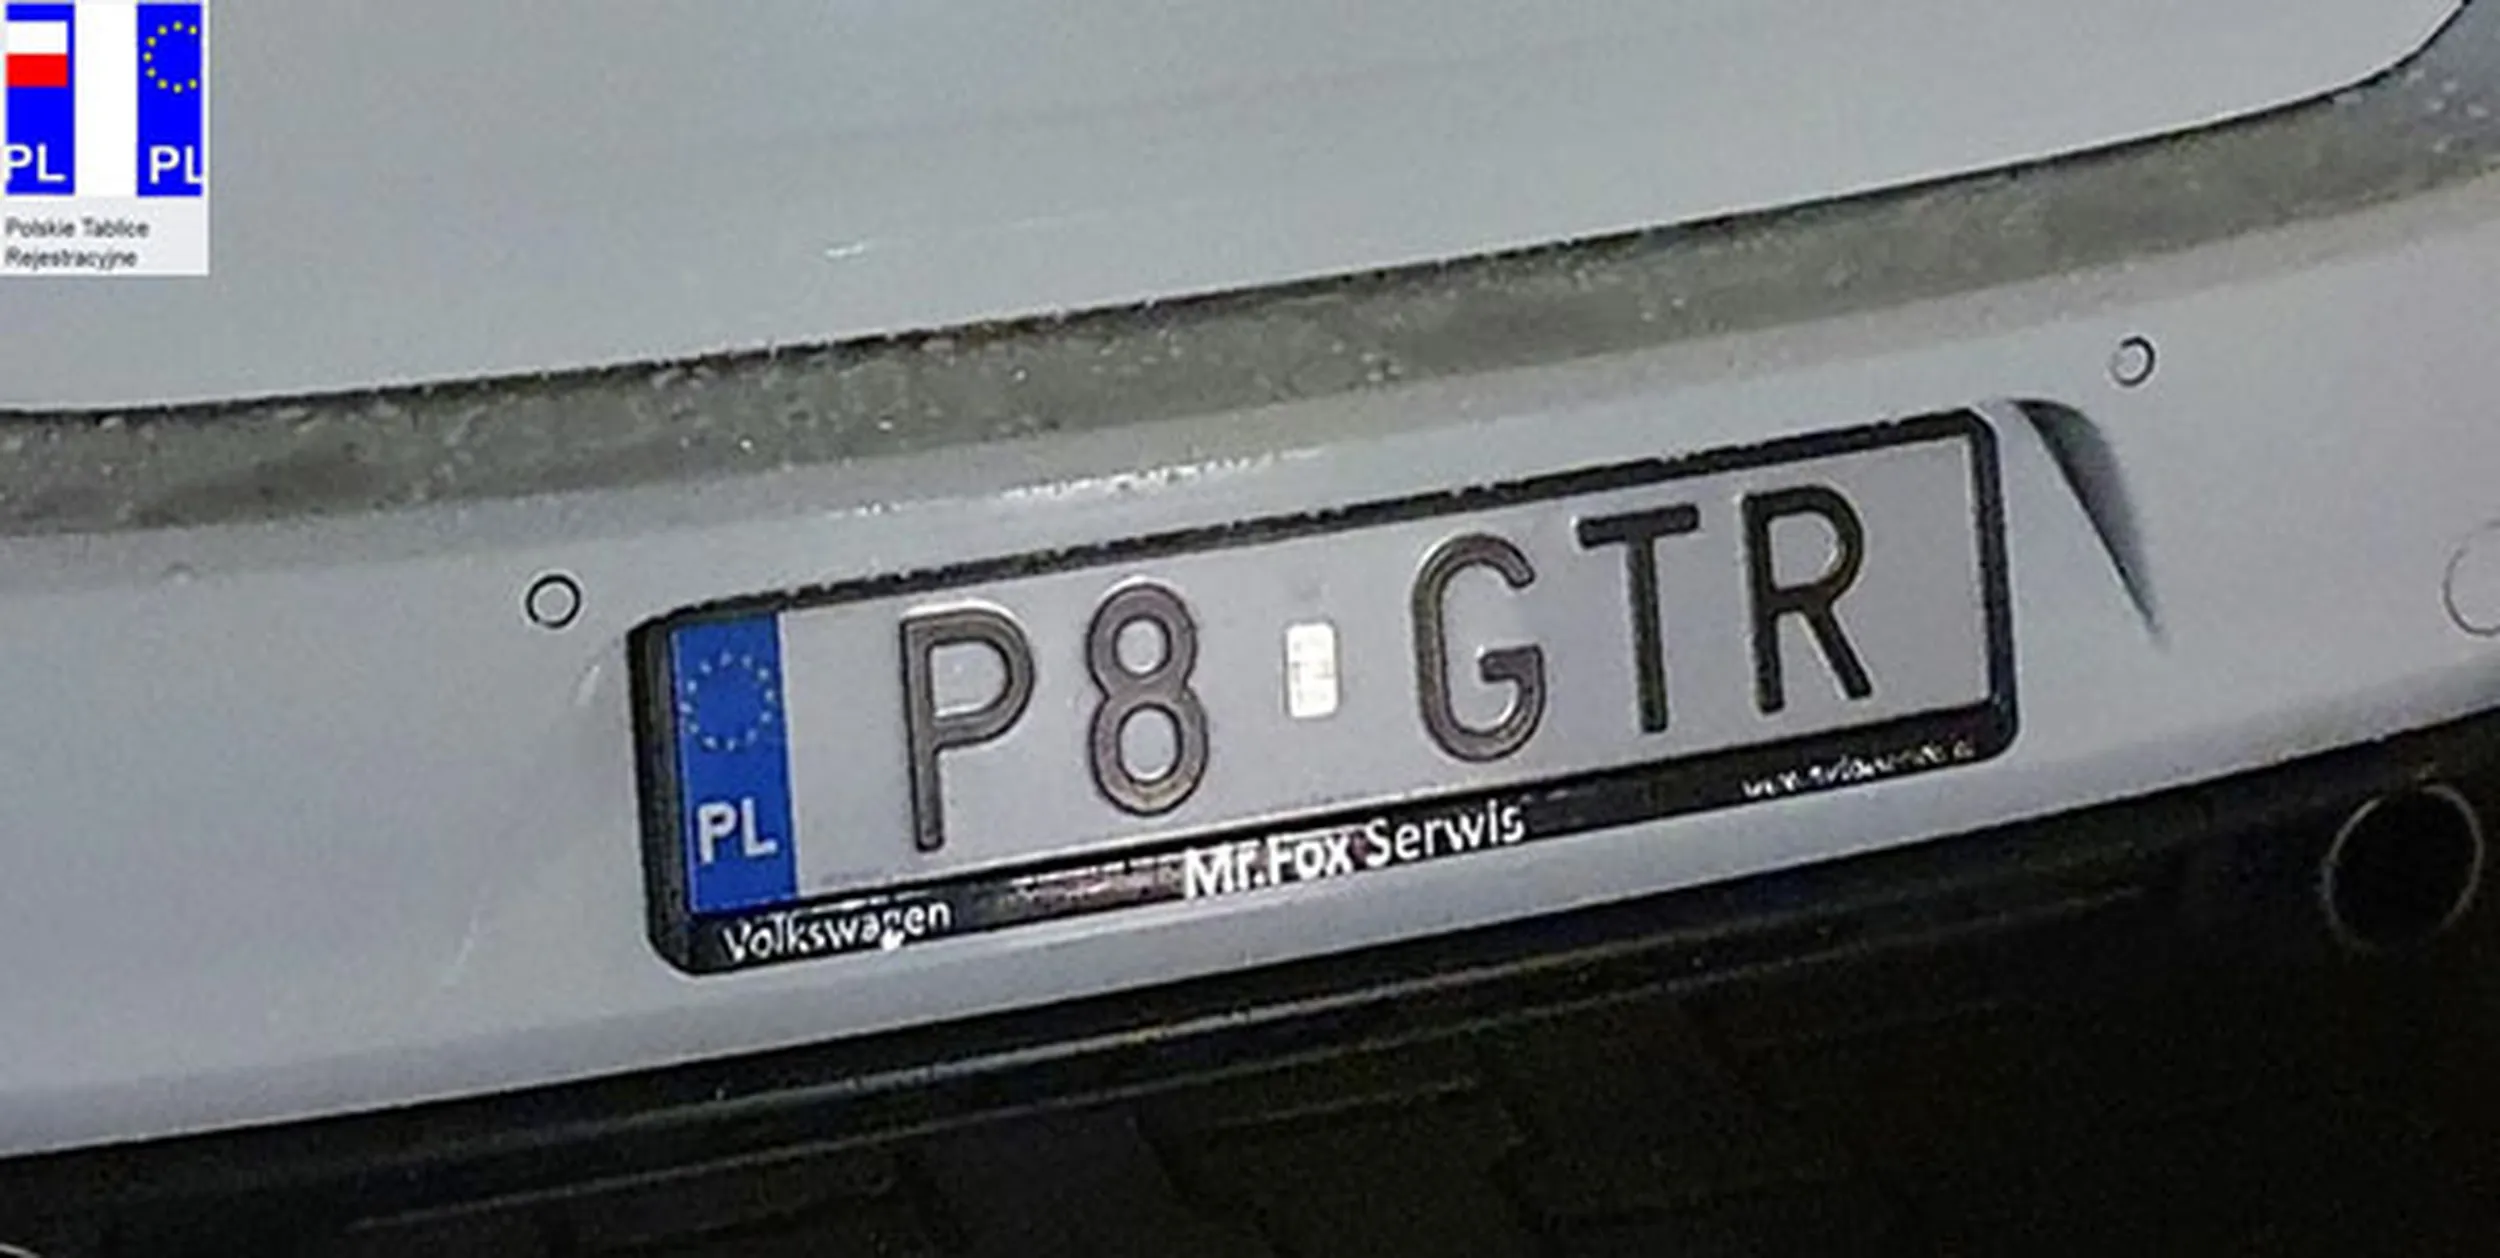 PL PL
Polskie Tablice
Rejestracyjne
PL P8 GTR
Volkswagen Mr.Fox Serwis